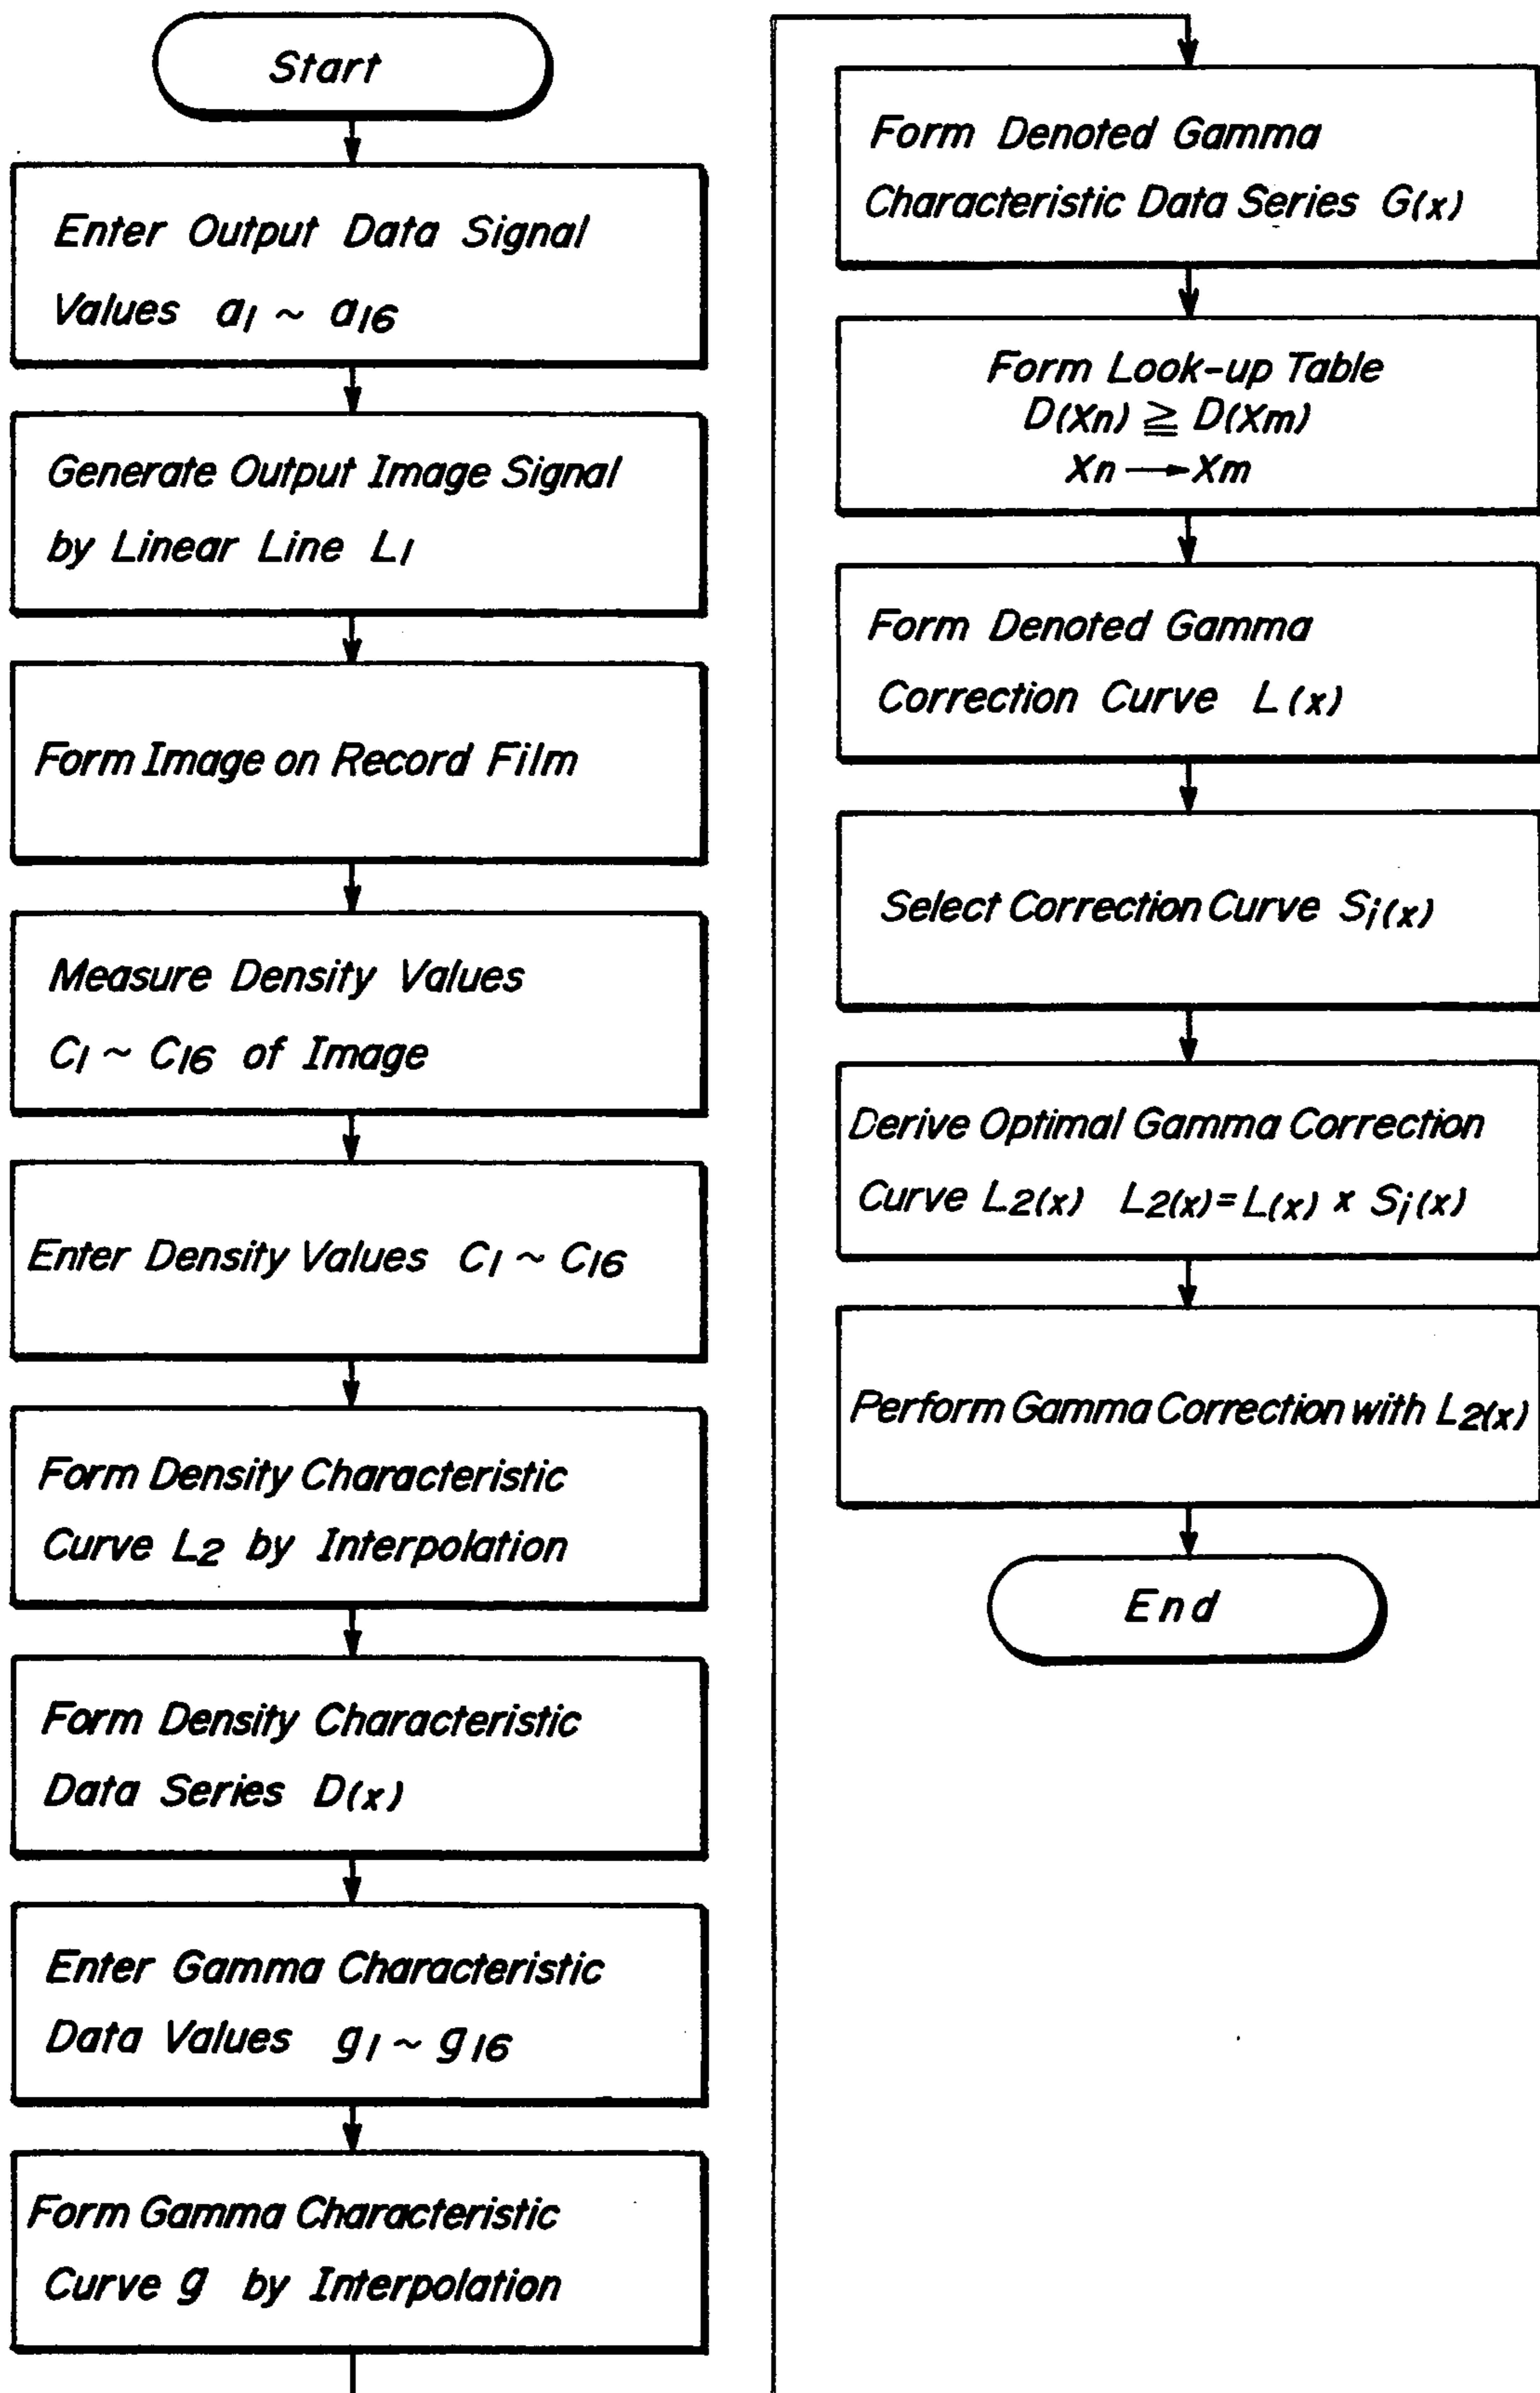 Start
Enter Output Data Signal
Values a1 ~ a16
Generate Output Image Signal
by Linear Line L1
Form Image on Record Film
Measure Density Values
C1 ~ C16 of Image
Enter Density Values C1 ~ C16
Form Density Characteristic
Curve L2 by Interpolation
Form Density Characteristic
Data Series D(x)
Enter Gamma Characteristic
Data Values g1 ~ g16
Form Gamma Characteristic
Curve g by Interpolation
Form Denoted Gamma
Characteristic Data Series G(x)
Form Look-up Table
D(Xn) ≧ D(Xm)
Xn → Xm
Form Denoted Gamma
Correction Curve L(x)
Select Correction Curve Si(x)
Derive Optimal Gamma Correction
Curve L2(x) L2(x)=L(x) x Si(x)
Perform Gamma Correction with L2(x)
End